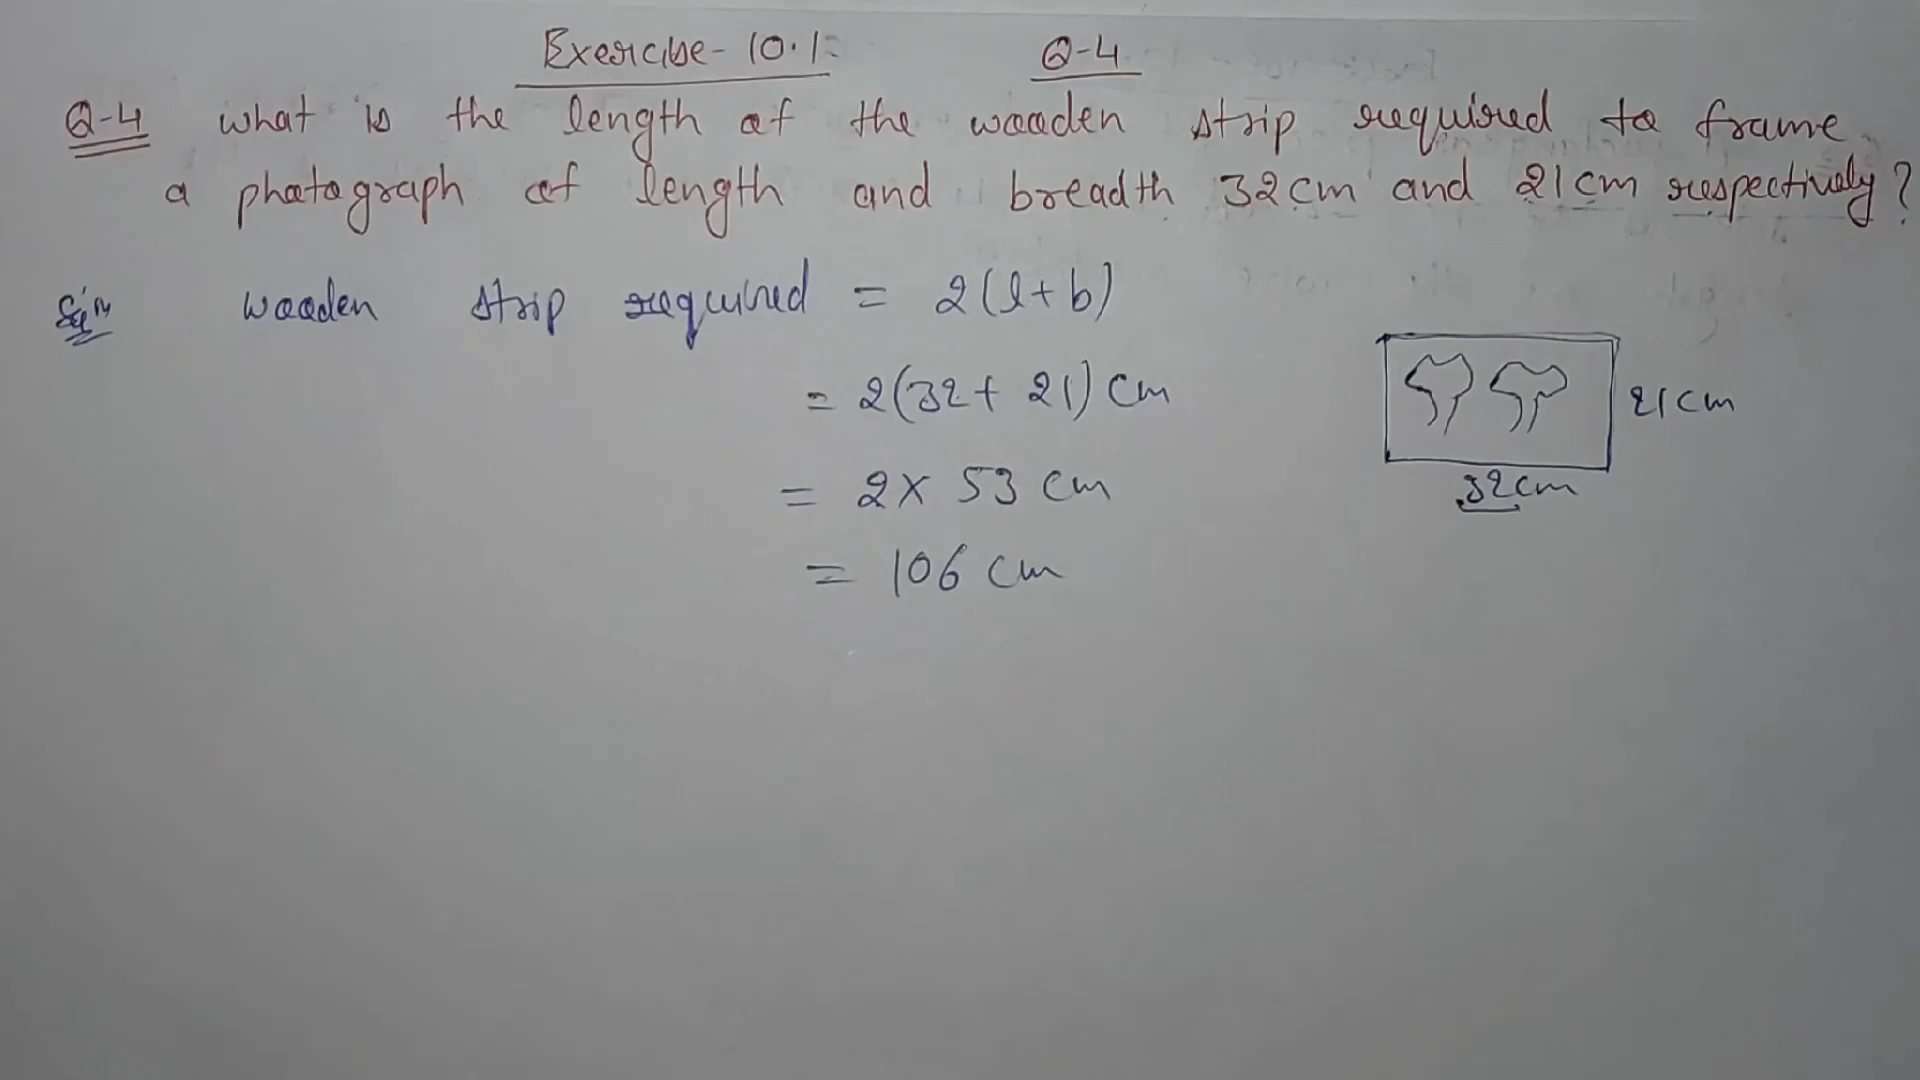 Exercise-10.1 Q-4
Q-4 what is the length of the wooden strip required to frame
a photograph of length and breadth 32cm and 21cm respectively?
Sol'n wooden strip required = 2(l+b)
= 2(32+21) cm
= 2x 53 cm
= 106 cm
21cm
32cm